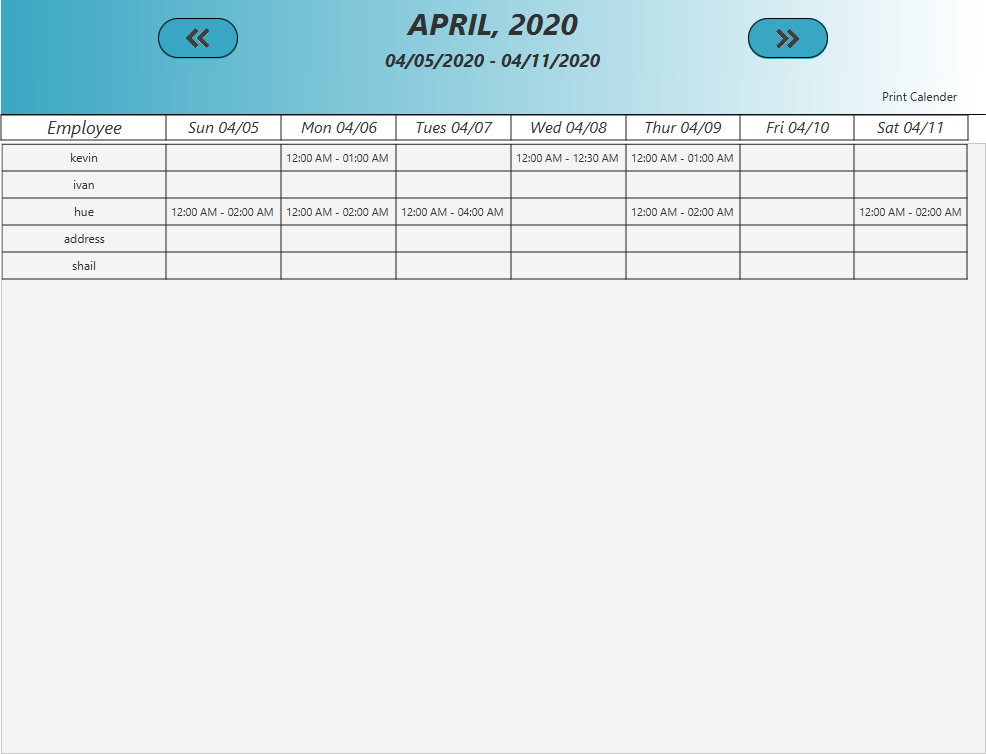 APRIL, 2020
04/05/2020 - 04/11/2020
Print Calender
Employee Sun 04/05 Mon 04/06 Tues 04/07 Wed 04/08 Thur 04/09 Fri 04/10 Sat 04/11
kevin 12:00 AM - 01:00 AM 12:00 AM - 12:30 AM 12:00 AM - 01:00 AM
ivan
hue 12:00 AM - 02:00 AM 12:00 AM - 02:00 AM 12:00 AM - 04:00 AM 12:00 AM - 02:00 AM 12:00 AM - 02:00 AM
address
shail